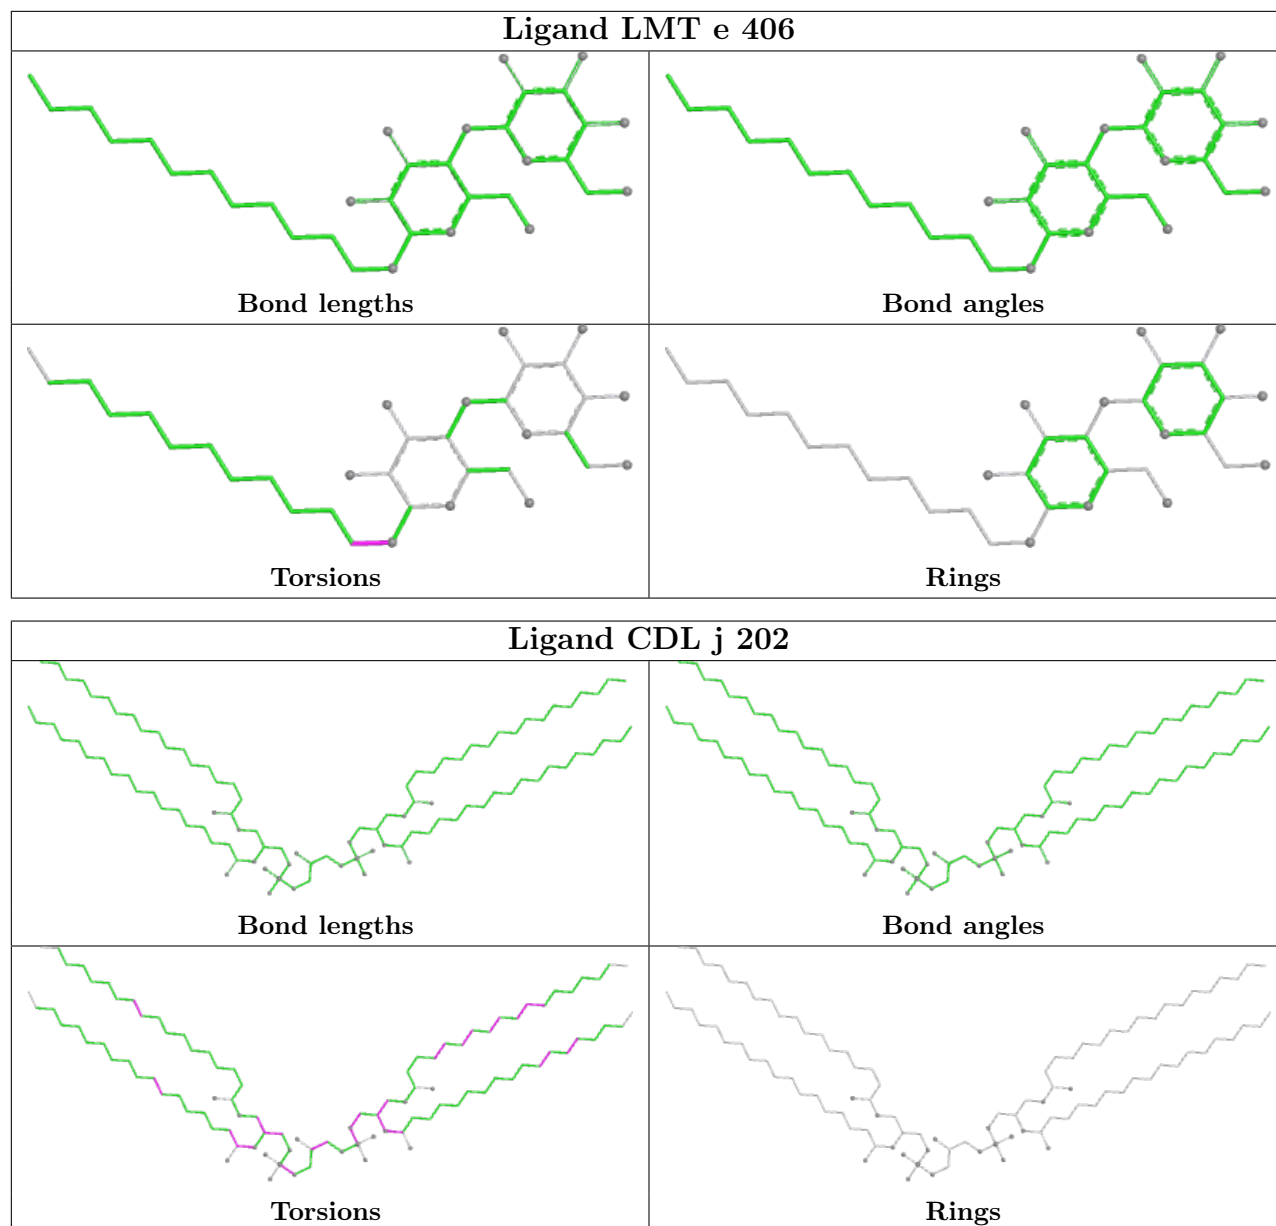 Ligand LMT e 406
Bond lengths
Bond angles
Torsions
Rings
Ligand CDL j 202
Bond lengths
Bond angles
Torsions
Rings